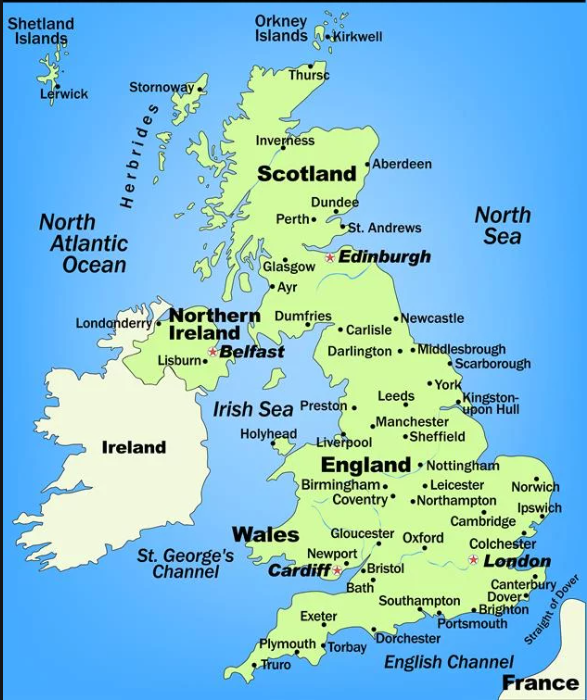 Shetland
Islands
Lerwick
Orkney
Islands
Kirkwell
Thursc
Stornoway
Herbrides
Inverness
Scotland
Aberdeen
Dundee
Perth
St. Andrews
North
Atlantic
Ocean
North
Sea
Edinburgh
Glasgow
Ayr
Northern
Ireland
Londonderry
Belfast
Lisburn
Dumfries
Carlisle
Newcastle
Darlington
Middlesbrough
Scarborough
York
Leeds
Kingston-
upon Hull
Irish Sea
Preston
Manchester
Holyhead
Liverpool
Sheffield
Ireland
England
Nottingham
Birmingham
Leicester
Norwich
Coventry
Northampton
Ipswich
Cambridge
Wales
Gloucester
Oxford
Colchester
St. George's
Channel
Newport
London
Cardiff
Bristol
Bath
Canterbury
Dover
Southampton
Brighton
Portsmouth
Straight of Dover
Exeter
Dorchester
Plymouth
Torbay
Truro
English Channel
France